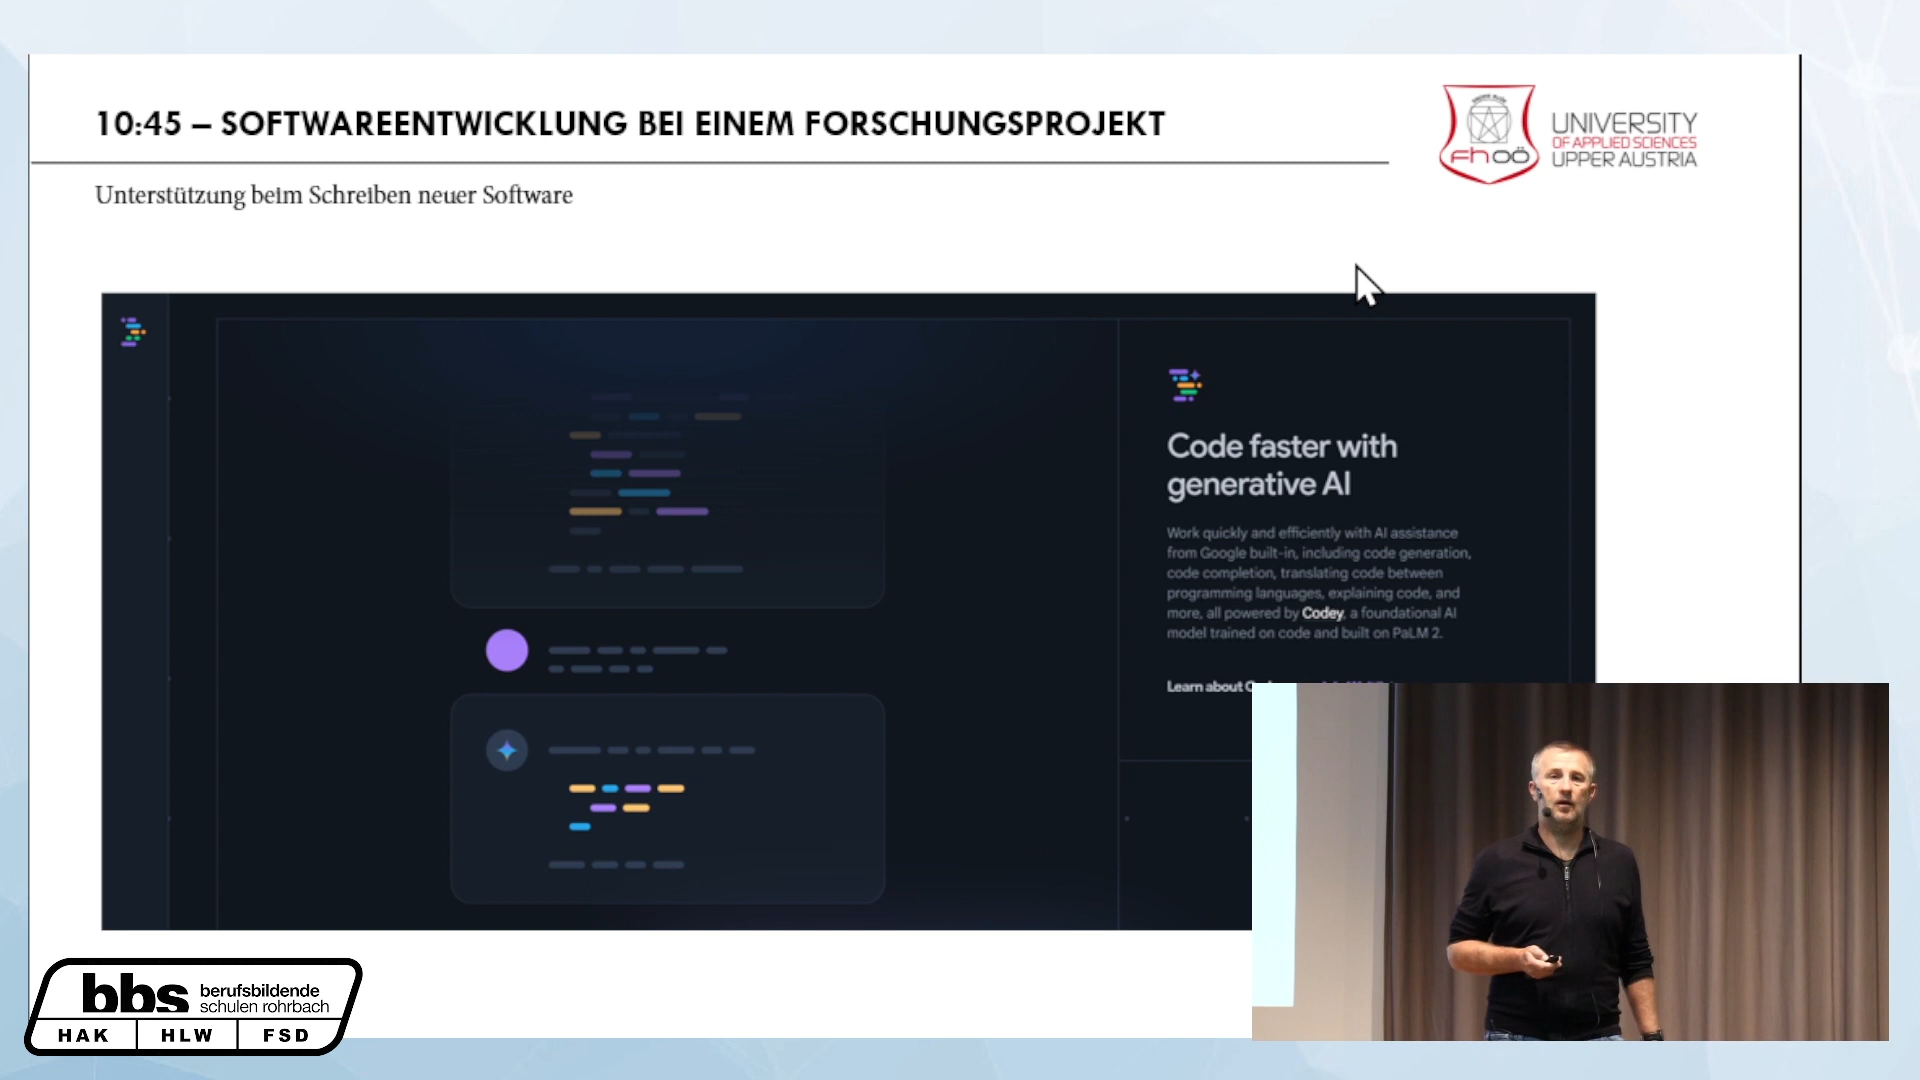 10:45 – SOFTWAREENTWICKLUNG BEI EINEM FORSCHUNGSPROJEKT
UNIVERSITY
OF APPLIED SCIENCES
UPPER AUSTRIA
fh oö
Unterstützung beim Schreiben neuer Software
Code faster with
generative AI
Work quickly and efficiently with AI assistance
from Google built-in, including code generation,
code completion, translating code between
programming languages, explaining code, and
more, all powered by Codey, a foundational AI
model trained on code and built on PaLM 2.
Learn about
bbs berufsbildende
schulen rohrbach
HAK HLW FSD